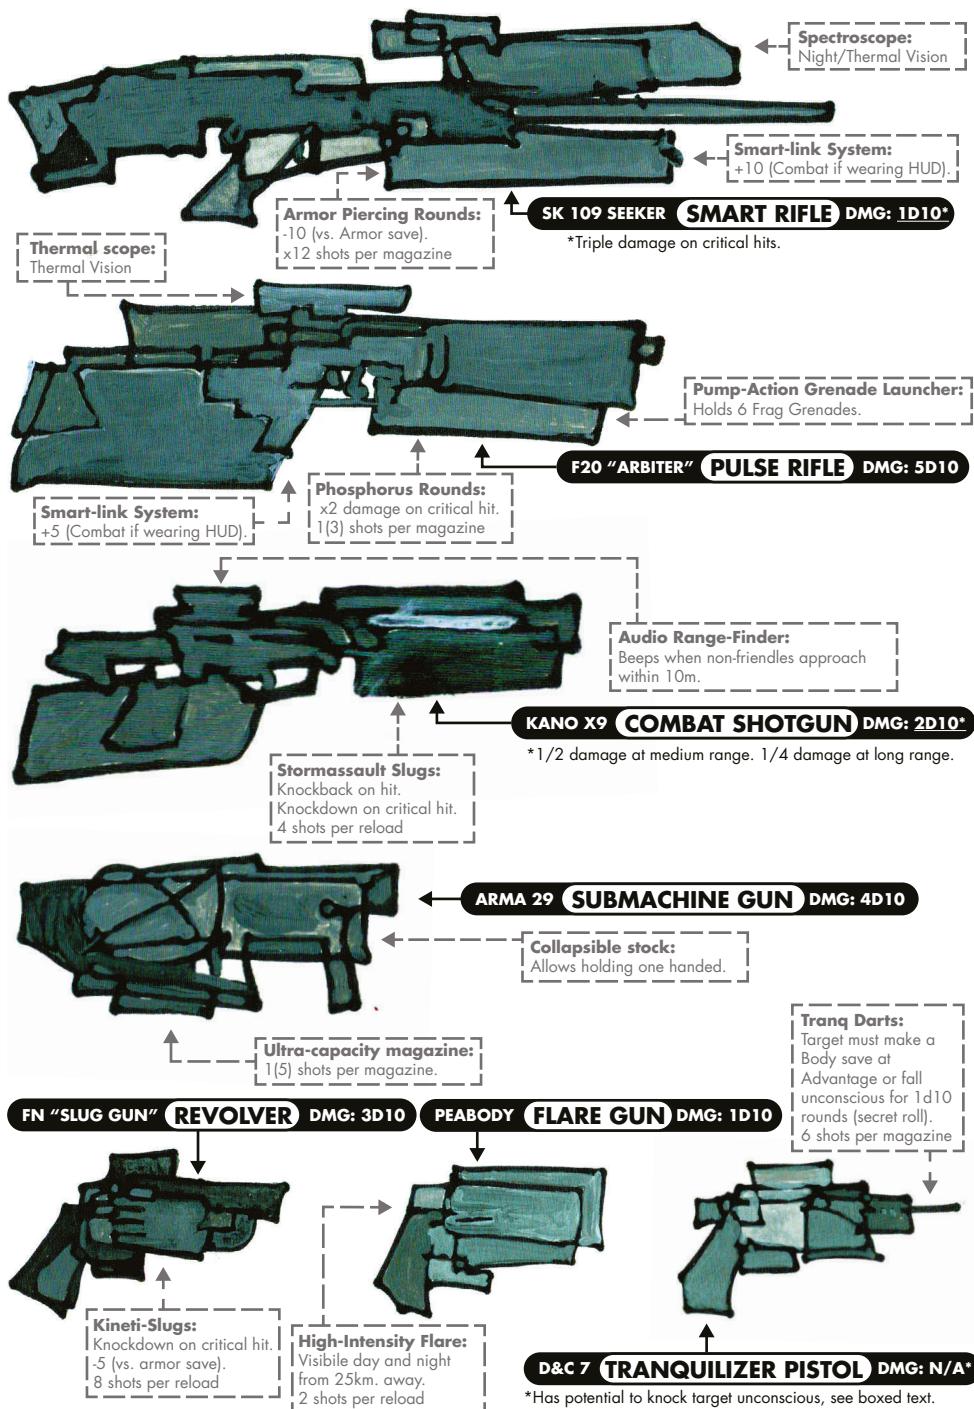 Spectroscope:
Night/Thermal Vision
Smart-link System:
+10 (Combat if wearing HUD).
Armor Piercing Rounds:
-10 (vs. Armor save).
x12 shots per magazine
SK 109 SEEKER SMART RIFLE DMG: 1D10*
*Triple damage on critical hits.
Thermal scope:
Thermal Vision
Pump-Action Grenade Launcher:
Holds 6 Frag Grenades.
F20 "ARBITER" PULSE RIFLE DMG: 5D10
Phosphorus Rounds:
x2 damage on critical hit.
1(3) shots per magazine
Smart-link System:
+5 (Combat if wearing HUD).
Audio Range-Finder:
Beeps when non-friendles approach
within 10m.
KANO X9 COMBAT SHOTGUN DMG: 2D10*
*1/2 damage at medium range. 1/4 damage at long range.
Stormassault Slugs:
Knockback on hit.
Knockdown on critical hit.
4 shots per reload
ARMA 29 SUBMACHINE GUN DMG: 4D10
Collapsible stock:
Allows holding one handed.
Ultra-capacity magazine:
1(5) shots per magazine.
Tranq Darts:
Target must make a
Body save at
Advantage or fall
unconscious for 1d10
rounds (secret roll).
6 shots per magazine
FN "SLUG GUN" REVOLVER DMG: 3D10
PEABODY FLARE GUN DMG: 1D10
Kineti-Slugs:
Knockdown on critical hit.
-5 (vs. armor save).
8 shots per reload
High-Intensity Flare:
Visibile day and night
from 25km. away.
2 shots per reload
D&C 7 TRANQUILIZER PISTOL DMG: N/A*
*Has potential to knock target unconscious, see boxed text.